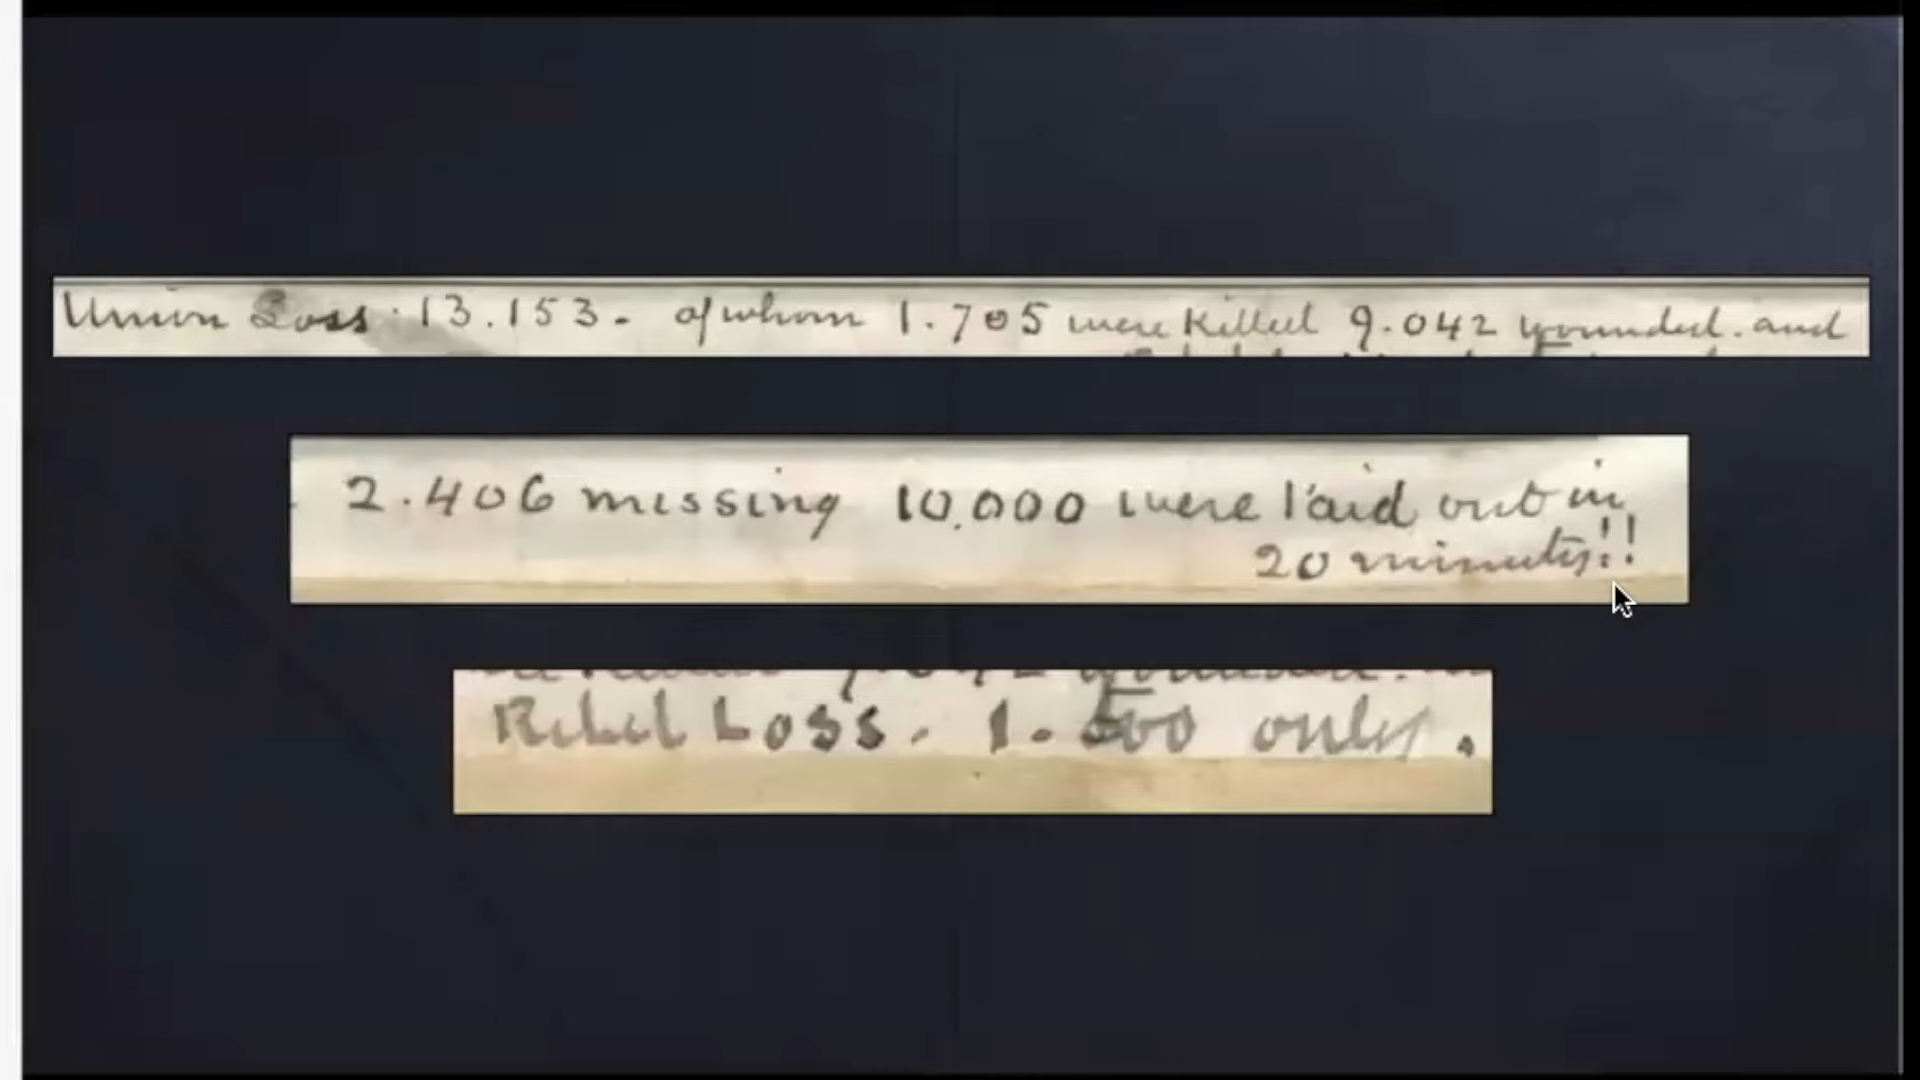 Union Loss. 13.153. of whom 1.705 were Killed 9.042 wounded. and
2.406 missing 10.000 were laid out in
20 minutes!!
Rebel Loss. 1.500 only.